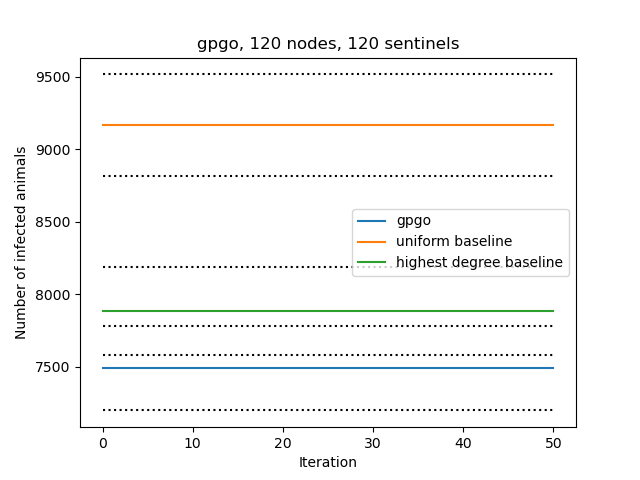 gpgo, 120 nodes, 120 sentinels
Number of infected animals
9500
9000
8500
8000
7500
gpgo
uniform baseline
highest degree baseline
0 10 20 30 40 50
Iteration